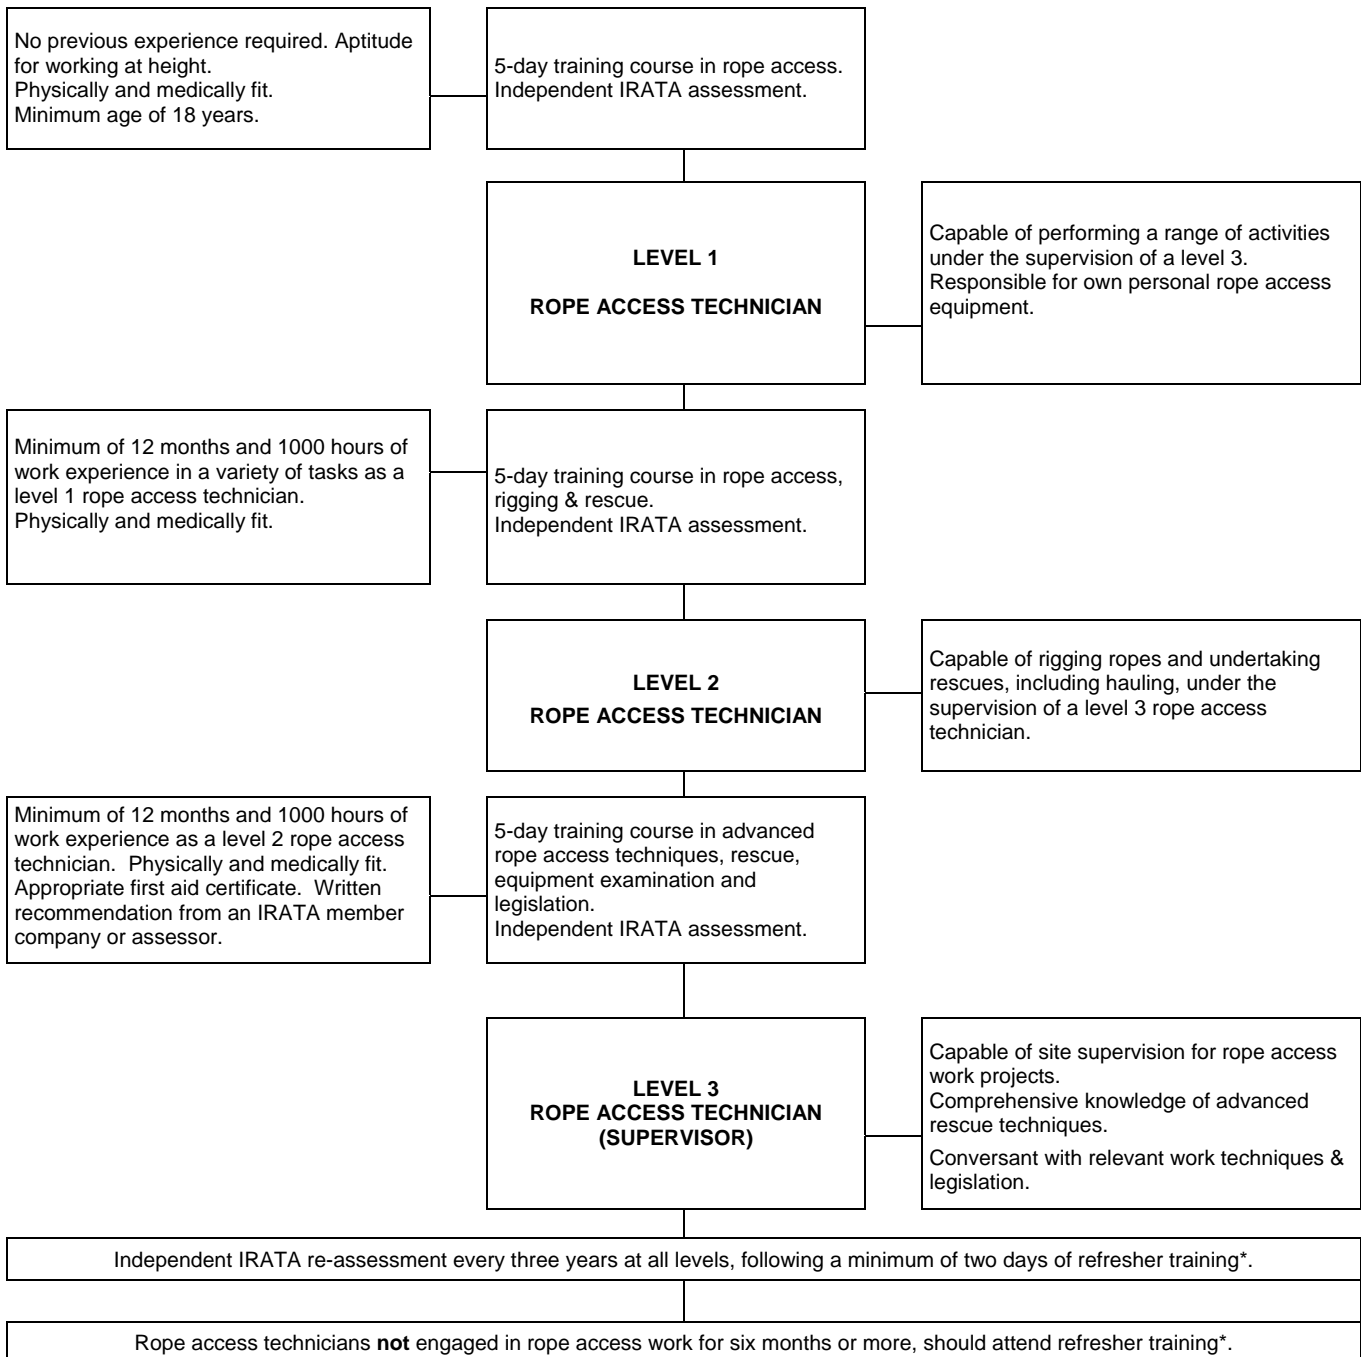 No previous experience required. Aptitude
for working at height.
Physically and medically fit.
Minimum age of 18 years.
5-day training course in rope access.
Independent IRATA assessment.
LEVEL 1
ROPE ACCESS TECHNICIAN
Capable of performing a range of activities
under the supervision of a level 3.
Responsible for own personal rope access
equipment.
Minimum of 12 months and 1000 hours of
work experience in a variety of tasks as a
level 1 rope access technician.
Physically and medically fit.
5-day training course in rope access,
rigging & rescue.
Independent IRATA assessment.
LEVEL 2
ROPE ACCESS TECHNICIAN
Capable of rigging ropes and undertaking
rescues, including hauling, under the
supervision of a level 3 rope access
technician.
Minimum of 12 months and 1000 hours of
work experience as a level 2 rope access
technician.  Physically and medically fit.
Appropriate first aid certificate.  Written
recommendation from an IRATA member
company or assessor.
5-day training course in advanced
rope access techniques, rescue,
equipment examination and
legislation.
Independent IRATA assessment.
LEVEL 3
ROPE ACCESS TECHNICIAN
(SUPERVISOR)
Capable of site supervision for rope access
work projects.
Comprehensive knowledge of advanced
rescue techniques.
Conversant with relevant work techniques &
legislation.
Independent IRATA re-assessment every three years at all levels, following a minimum of two days of refresher training*.
Rope access technicians not engaged in rope access work for six months or more, should attend refresher training*.